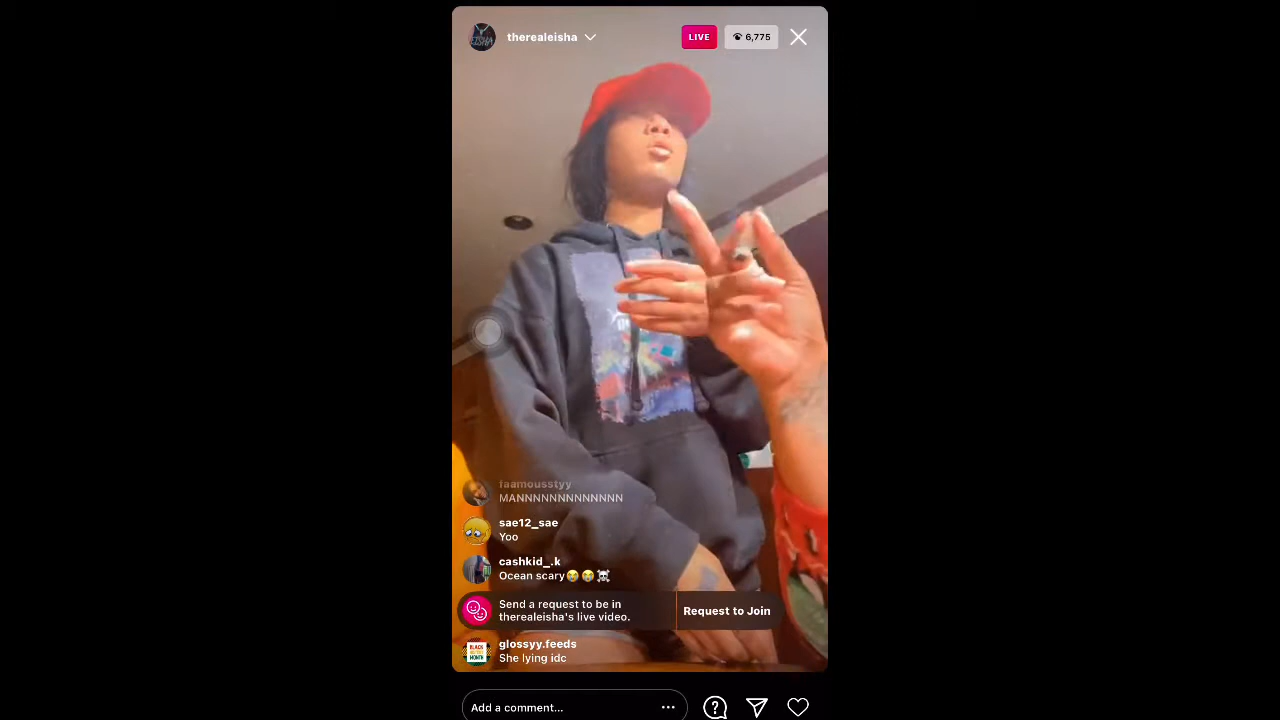 therealeisha
LIVE
6,775
faamousstyy
MANNNNNNNNNNNNN
sae12_sae
Yoo
cashkid_.k
Ocean scary😭😭☠️
Send a request to be in
therealeisha's live video.
Request to Join
glossyy.feeds
She lying idc
Add a comment...